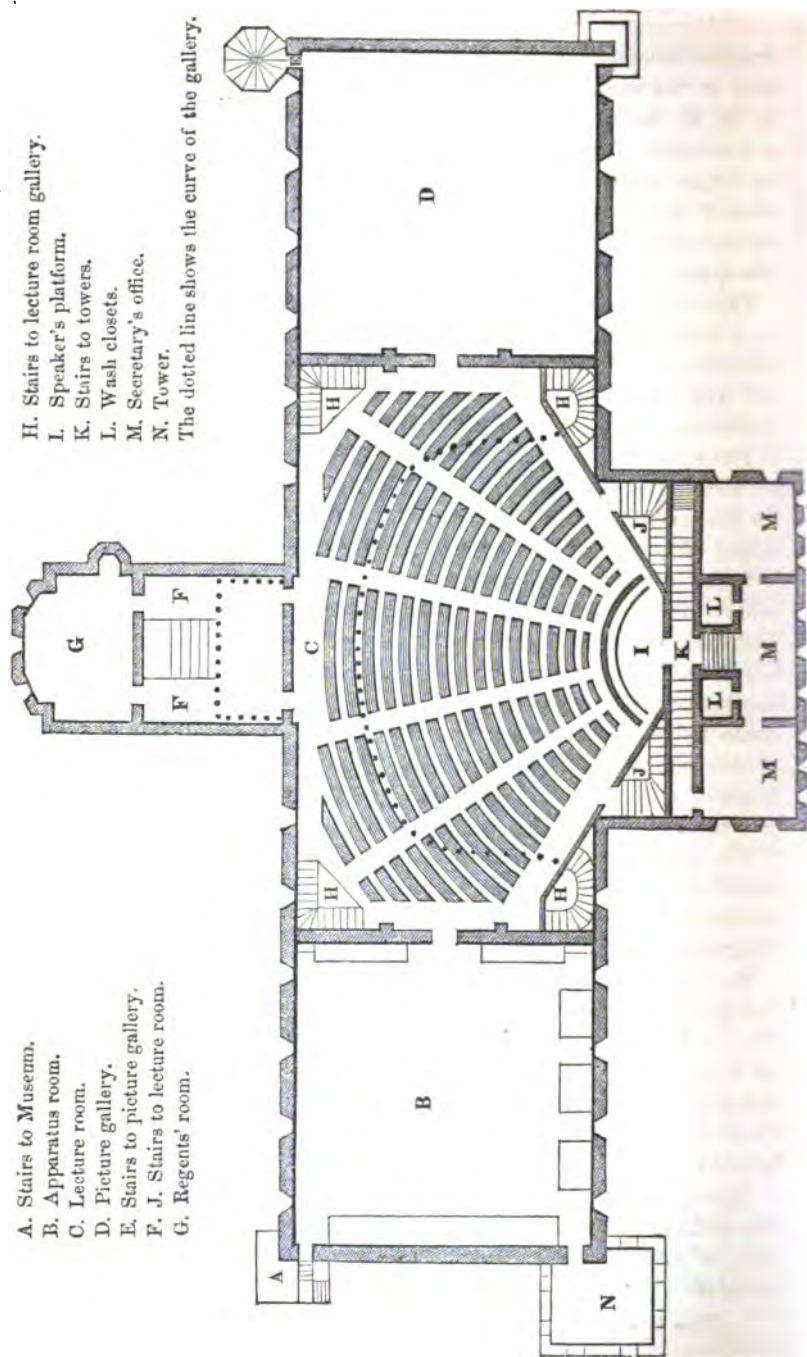 A. Stairs to Museum.
B. Apparatus room.
C. Lecture room.
D. Picture gallery.
E. Stairs to picture gallery.
F. J. Stairs to lecture room.
G. Regents' room.
H. Stairs to lecture room gallery.
I. Speaker's platform.
K. Stairs to towers.
L. Wash closets.
M. Secretary's office.
N. Tower.
The dotted line shows the curve of the gallery.
G
F F
A
E
C
H H
B D
H H
N
J I J
K
L L
M M M